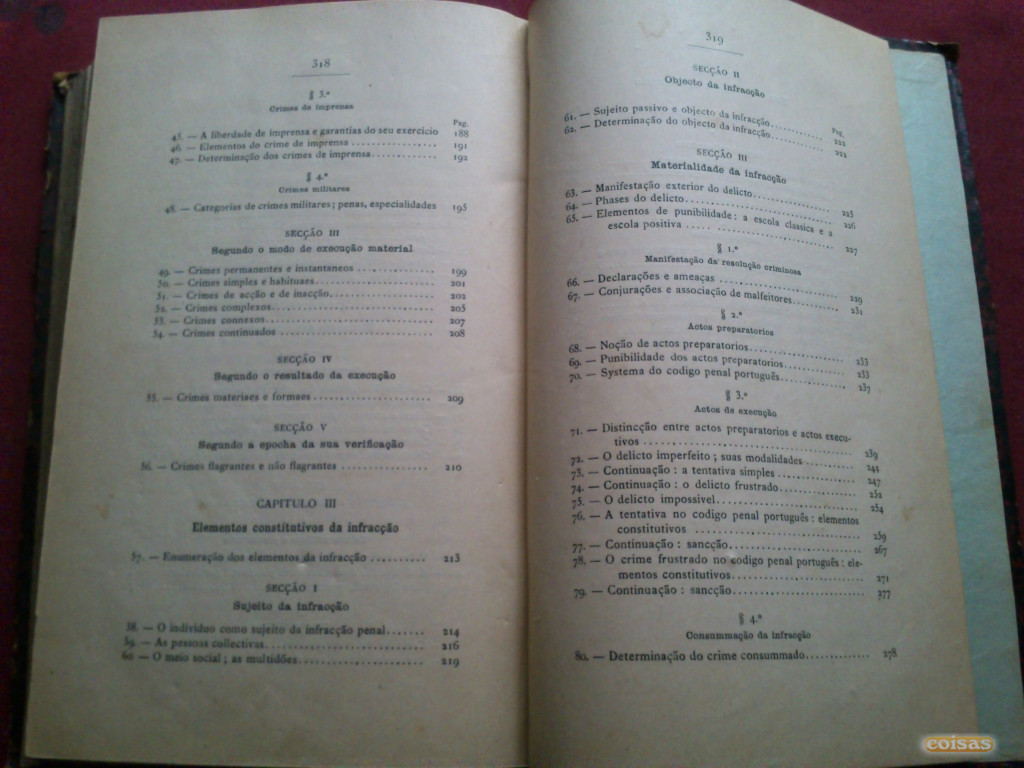 318
§ 3.º
Crimes da imprensa
Pag.
45. — A liberdade de imprensa e garantias do seu exercicio 188
46. — Elementos do crime de imprensa .................. 191
47. — Determinação dos crimes de imprensa............. 192
§ 4.º
Crimes militares
48. — Categorias de crimes militares; penas, especialidades 195
SECÇÃO III
Segundo o modo de execução material
49. — Crimes permanentes e instantaneos ............... 199
50. — Crimes simples e habituaes..................... 201
51. — Crimes de acção e de inacção.................... 202
52. — Crimes complexos............................ 205
53. — Crimes connexos............................. 207
54. — Crimes continuados .......................... 208
SECÇÃO IV
Segundo o resultado da execução
55. — Crimes materiaes e formaes ..................... 209
SECÇÃO V
Segundo a epocha da sua verificação
56. — Crimes flagrantes e não flagrantes ................ 210
CAPITULO III
Elementos constitutivos da infracção
57. — Enumeração dos elementos da infracção .......... 213
SECÇÃO I
Sujeito da infracção
58. — O individuo como sujeito da infracção penal....... 214
59. — As pessoas collectivas......................... 216
60 — O meio social; as multidões..................... 219
319
SECÇÃO II
Objecto da infracção
Pag.
61. — Sujeito passivo e objecto da infracção........... 222
62. — Determinação do objecto da infracção............ 222
SECÇÃO III
Materialidade da infracção
63. — Manifestação exterior do delicto................ 225
64. — Phases do delicto............................ 226
65. — Elementos de punibilidade: a escola classica e a
escola positiva ..... ...................... 227
§ 1.º
Manifestação da resolução criminosa
66. — Declarações e ameaças ....................... 229
67. — Conjurações e associação de malfeitores.......... 231
§ 2.º
Actos preparatorios
68. — Noção de actos preparatorios................... 233
69. — Punibilidade dos actos preparatorios............. 233
70. — Systema do codigo penal português.............. 237
§ 3.º
Actos de execução
71. — Distincção entre actos preparatorios e actos execu-
tivos .................................. 239
72. — O delicto imperfeito; suas modalidades........... 244
73. — Continuação: a tentativa simples ............... 247
74. — Continuação: o delicto frustrado................ 252
75. — O delicto impossivel.......................... 254
76. — A tentativa no codigo penal português: elementos
constitutivos ............................ 259
77. — Continuação: sancção......................... 267
78. — O crime frustrado no codigo penal português: ele-
mentos constitutivos....................... 271
79. — Continuação: sancção......................... 277
§ 4.º
Consummação da infracção
80. — Determinação do crime consummado.............. 278
coisas